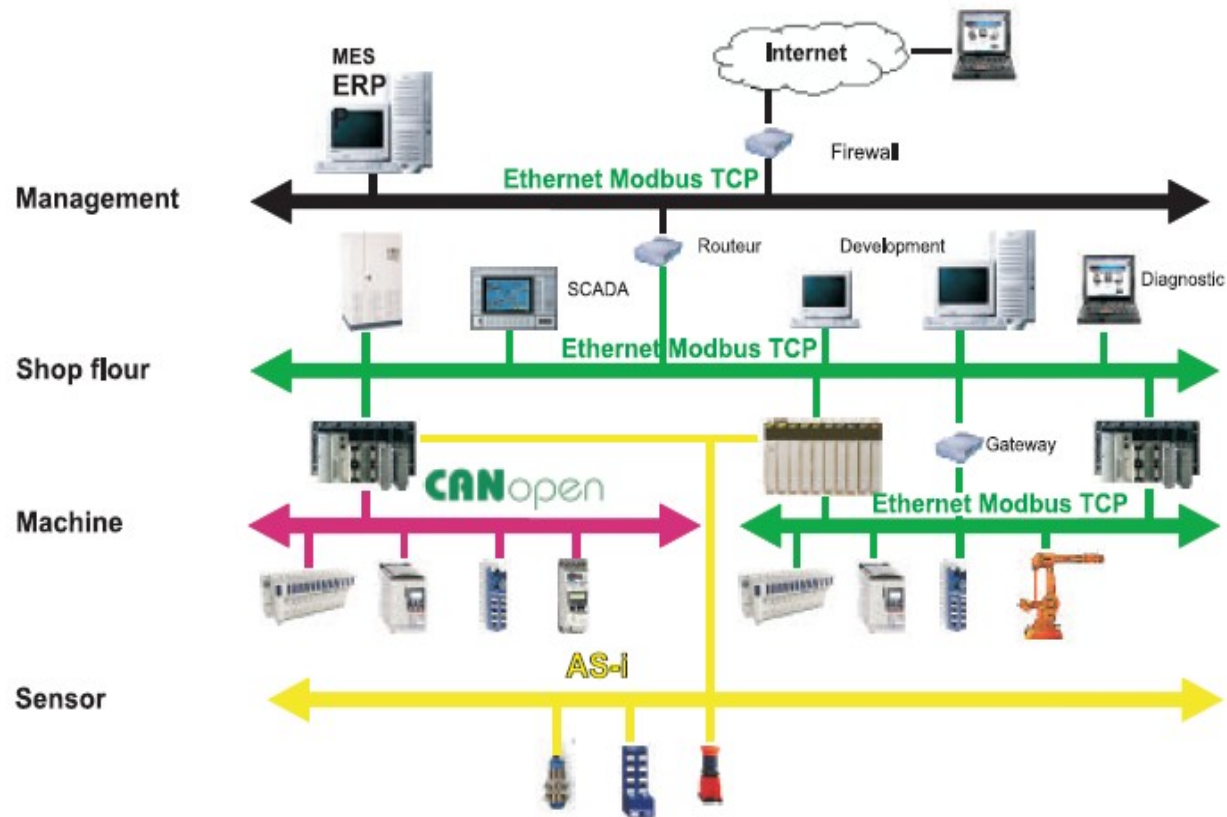 MES
ERP
P
Internet
Firewall
Ethernet Modbus TCP
Management
Routeur
Development
SCADA
Diagnostic
Ethernet Modbus TCP
Shop flour
Gateway
CANopen
Ethernet Modbus TCP
Machine
AS-i
Sensor